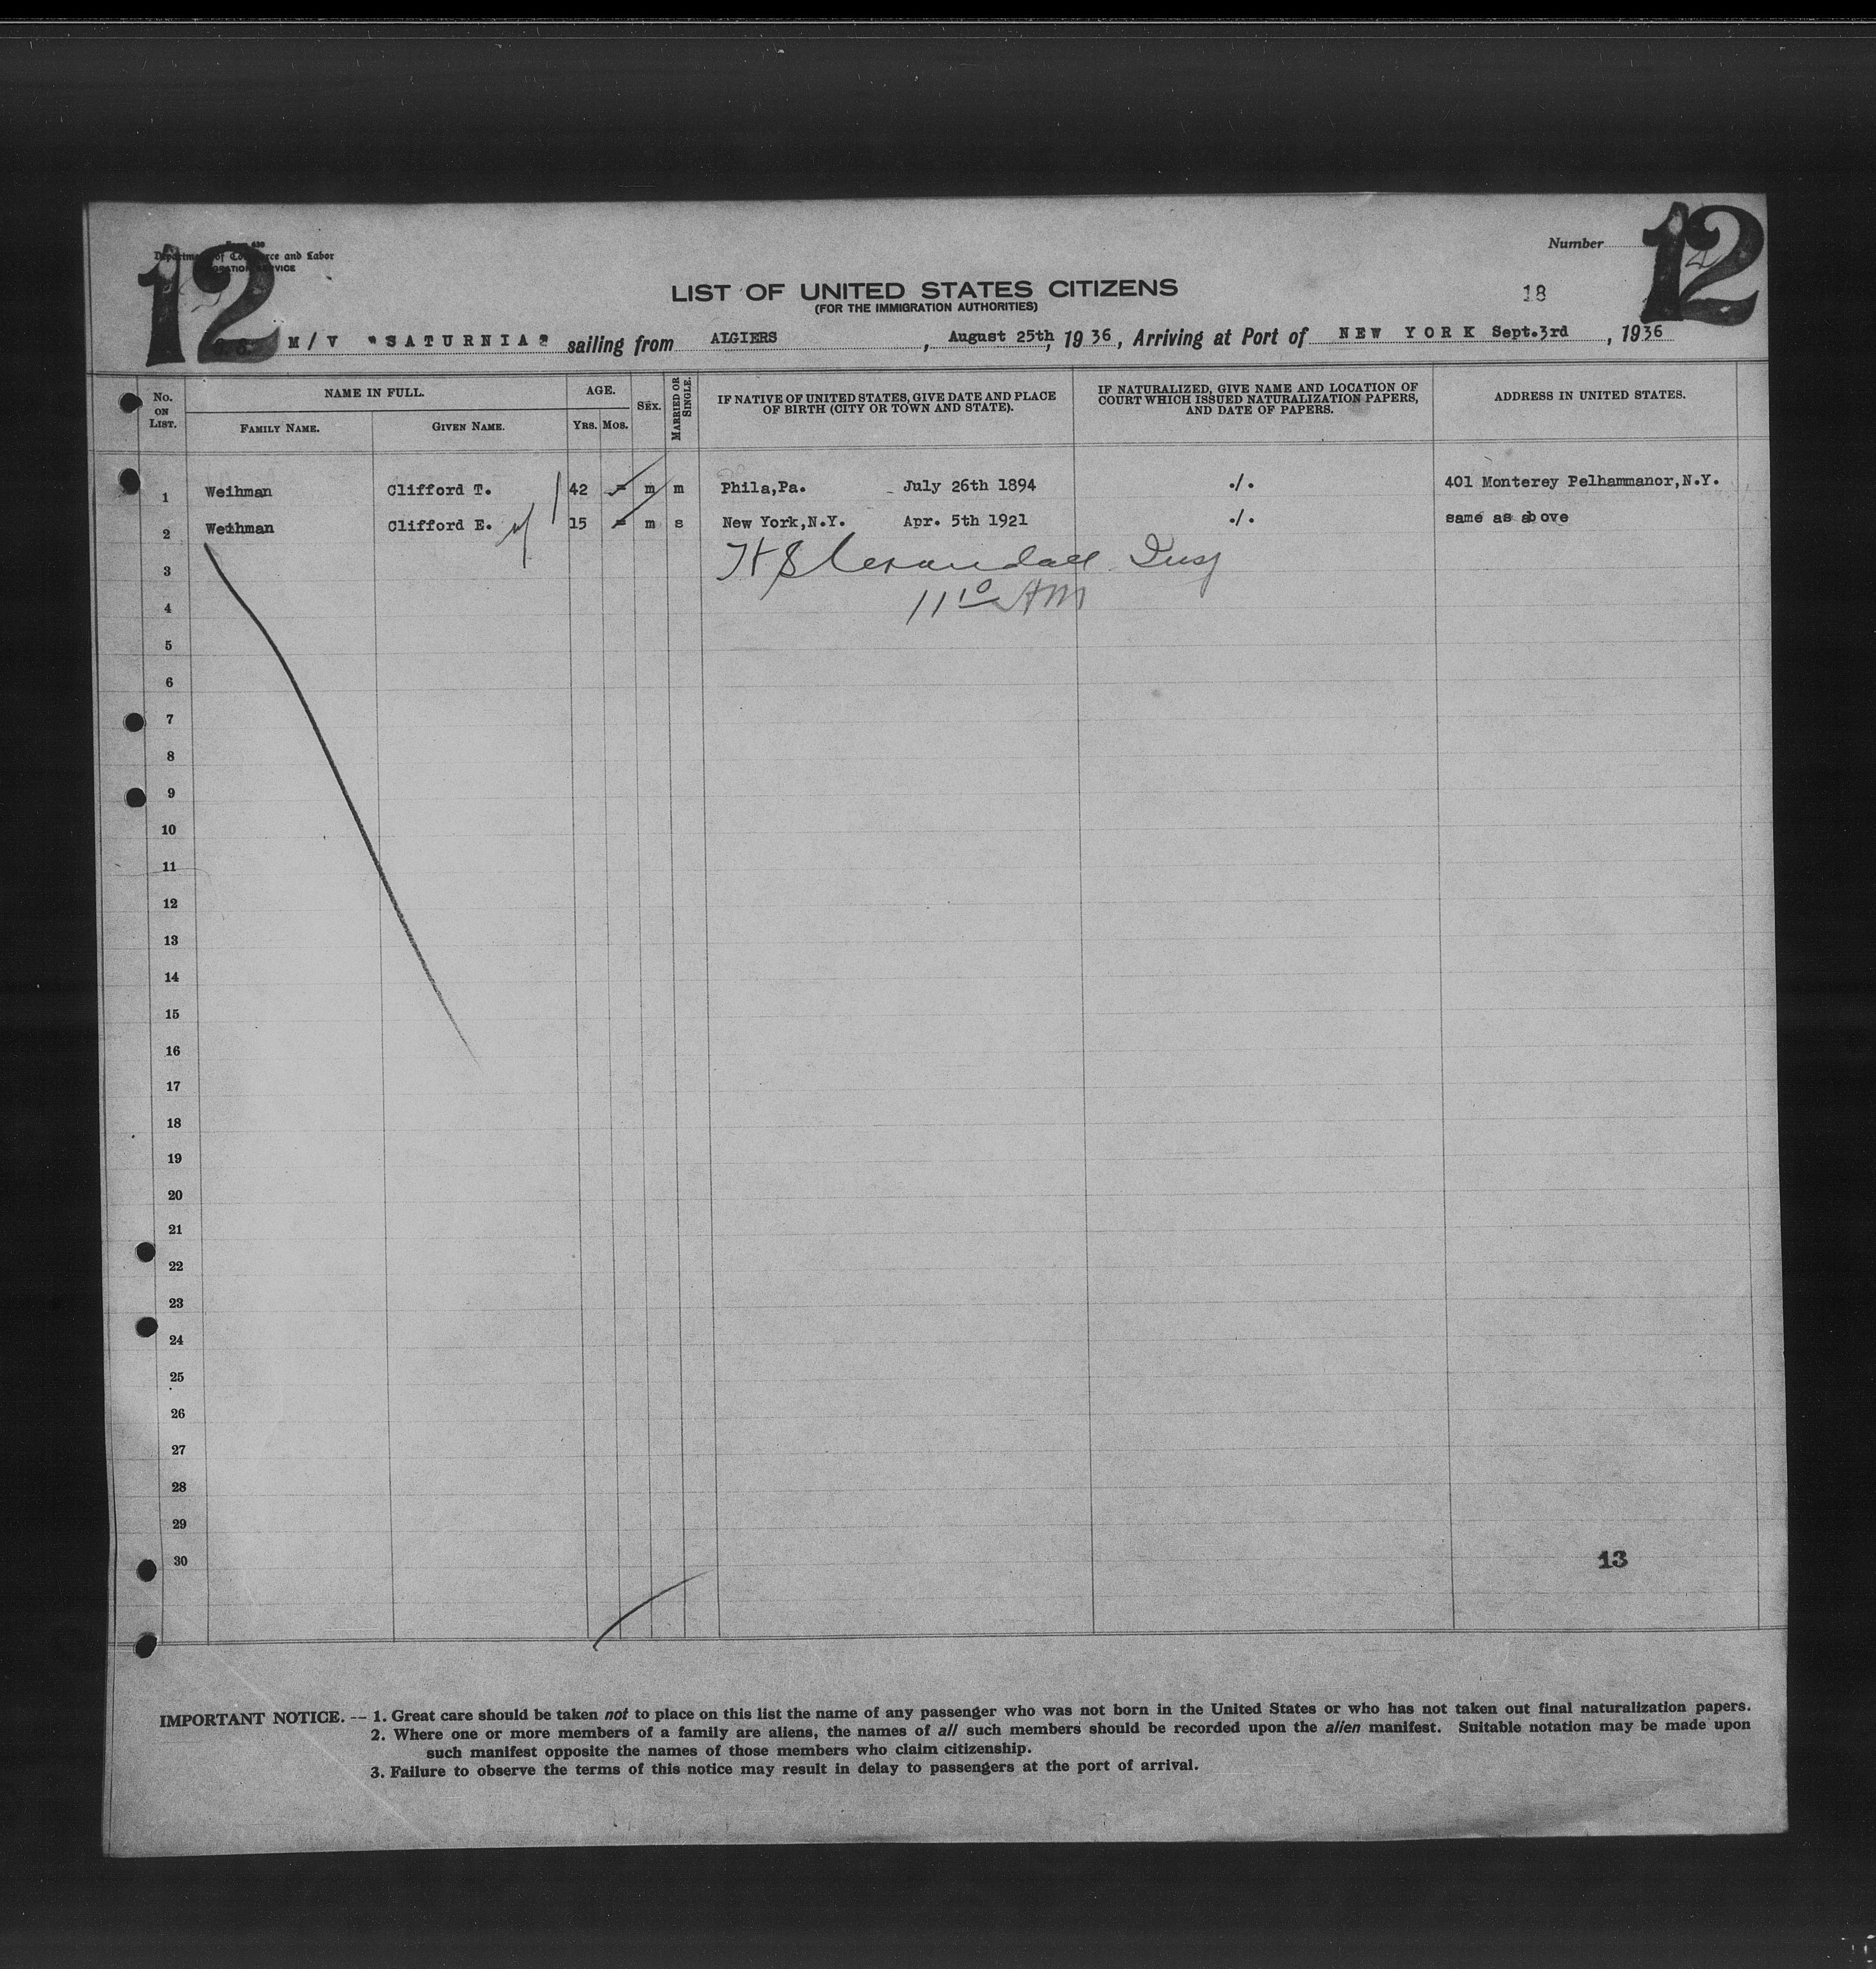 12
Form 630
Department of Commerce and Labor
IMMIGRATION SERVICE
Number
12
LIST OF UNITED STATES CITIZENS
18
(FOR THE IMMIGRATION AUTHORITIES)
S. S. M/V "SATURNIA" sailing from ALGIERS, August 25th, 1936, Arriving at Port of NEW YORK Sept.3rd, 1936
No. ON LIST.
NAME IN FULL.
FAMILY NAME.
GIVEN NAME.
AGE.
YRS. MOS.
SEX.
MARRIED OR SINGLE.
IF NATIVE OF UNITED STATES, GIVE DATE AND PLACE
OF BIRTH (CITY OR TOWN AND STATE).
IF NATURALIZED, GIVE NAME AND LOCATION OF
COURT WHICH ISSUED NATURALIZATION PAPERS,
AND DATE OF PAPERS.
ADDRESS IN UNITED STATES.
1 Weihman Clifford T. 42 = m m Phila,Pa. July 26th 1894 ./. 401 Monterey Pelhammanor,N.Y.
2 Weihman Clifford E. 15 = m s New York,N.Y. Apr. 5th 1921 ./. same as above
3 Insp
4 11 10 AM
5
6
7
8
9
10
11
12
13
14
15
16
17
18
19
20
21
22
23
24
25
26
27
28
29
30
13
IMPORTANT NOTICE. -- 1. Great care should be taken not to place on this list the name of any passenger who was not born in the United States or who has not taken out final naturalization papers.
2. Where one or more members of a family are aliens, the names of all such members should be recorded upon the alien manifest. Suitable notation may be made upon
such manifest opposite the names of those members who claim citizenship.
3. Failure to observe the terms of this notice may result in delay to passengers at the port of arrival.